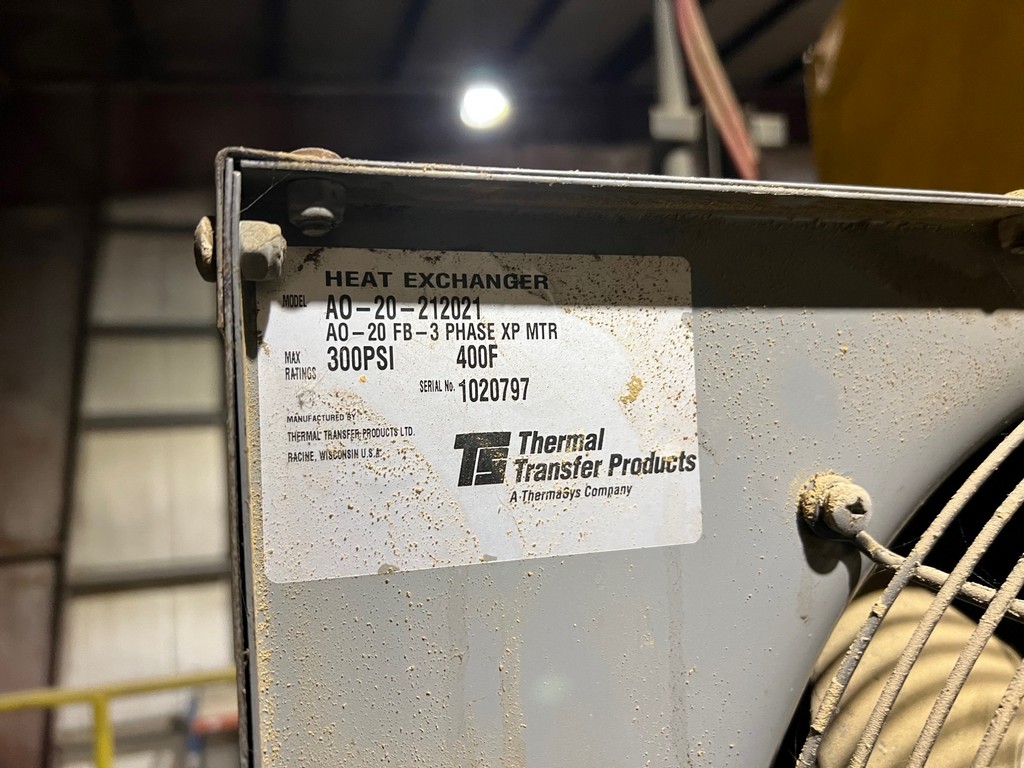 HEAT EXCHANGER
MODEL AO-20-212021
AO-20 FB-3 PHASE XP MTR
MAX RATINGS 300PSI 400F
SERIAL No. 1020797
MANUFACTURED BY
THERMAL TRANSFER PRODUCTS LTD.
RACINE, WISCONSIN U.S.A.
Thermal
Transfer Products
A ThermaSys Company